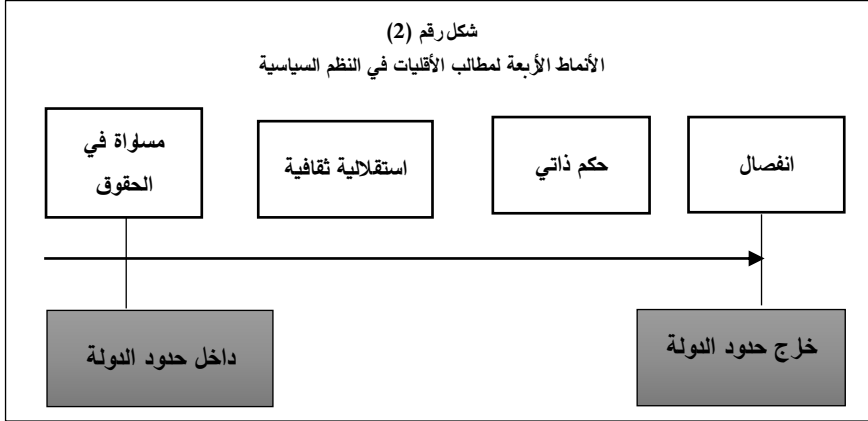 شكل رقم (2)
الأنماط الأربعة لمطالب الأقليات في النظم السياسية
انفصال
حكم ذاتي
استقلالية ثقافية
مساواة في
الحقوق
خارج حدود الدولة
داخل حدود الدولة